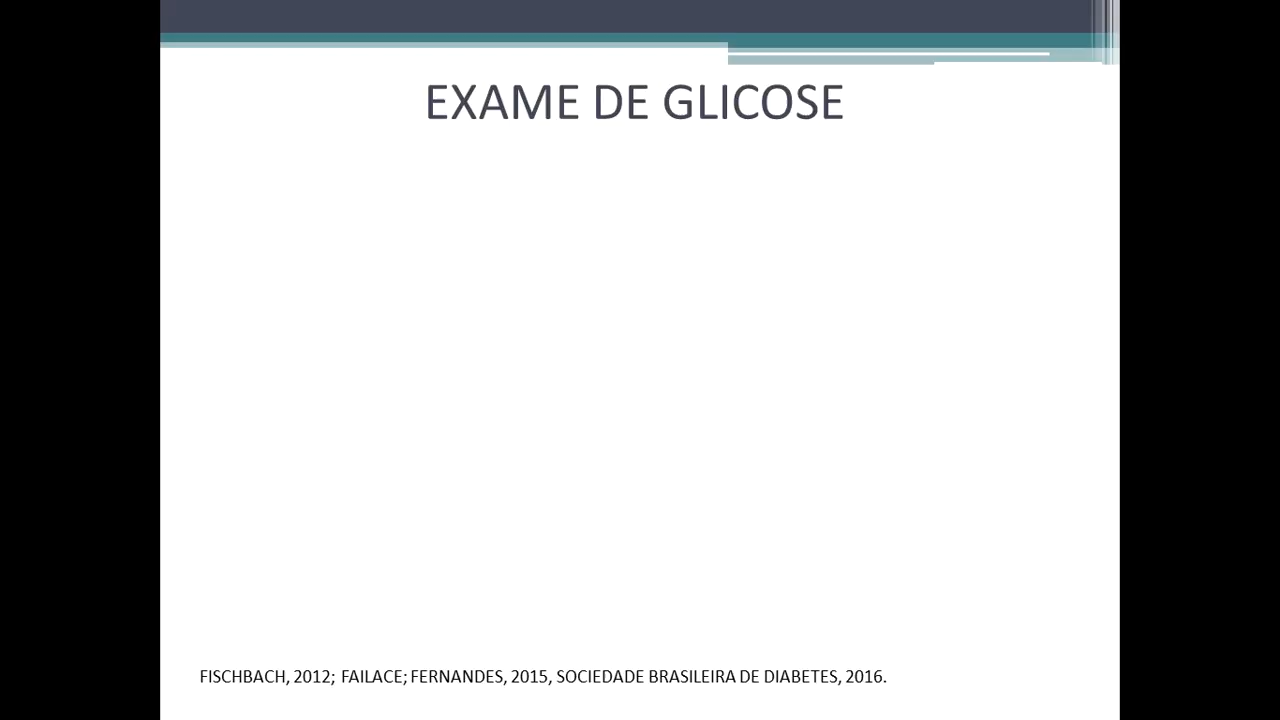 EXAME DE GLICOSE
FISCHBACH, 2012; FAILACE; FERNANDES, 2015, SOCIEDADE BRASILEIRA DE DIABETES, 2016.